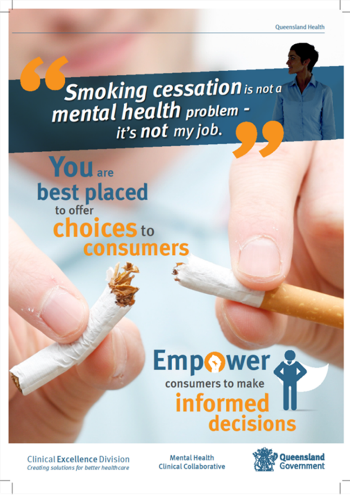 Queensland Health
“Smoking cessation is not a
mental health problem -
it’s not my job.”
You are
best placed
to offer
choices to
consumers
Empower
consumers to make
informed
decisions
Clinical Excellence Division
Creating solutions for better healthcare
Mental Health
Clinical Collaborative
Queensland
Government